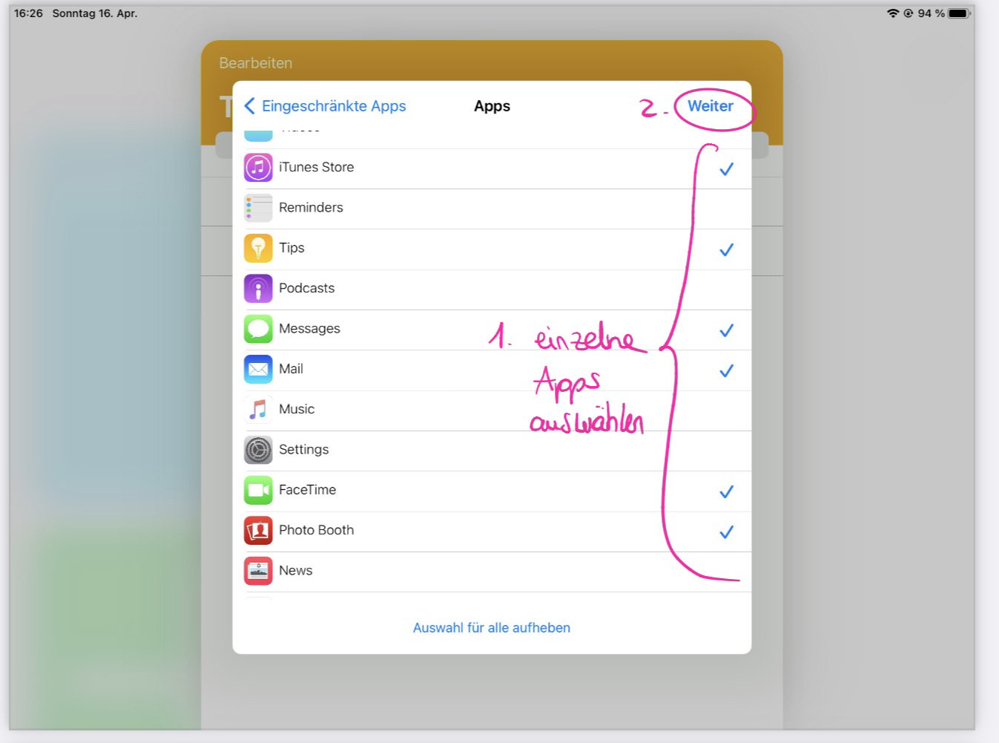 16:26 Sonntag 16. Apr.
94 %
Bearbeiten
T
Eingeschränkte Apps
Apps
2. Weiter
iTunes Store
Reminders
Tips
Podcasts
Messages
1. einzelne
Apps
auswählen
Mail
Music
Settings
FaceTime
Photo Booth
News
Auswahl für alle aufheben